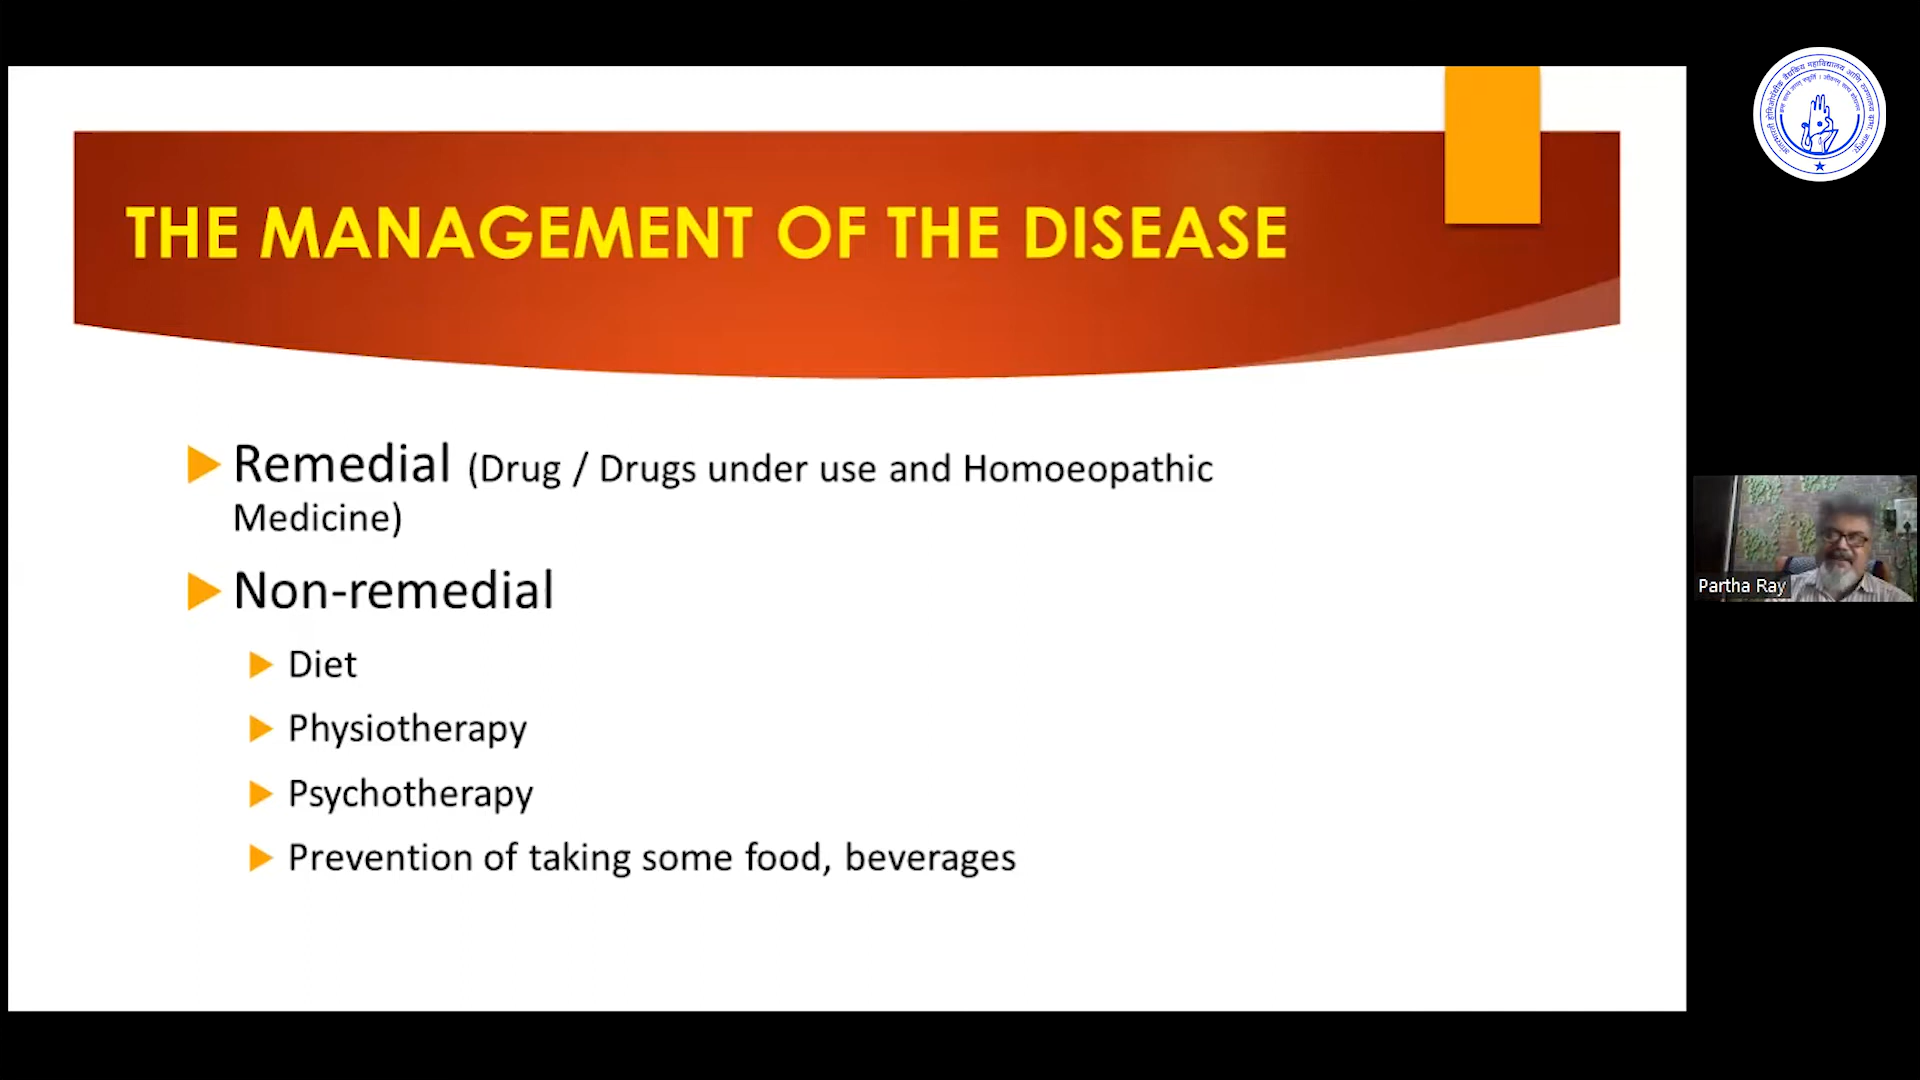 THE MANAGEMENT OF THE DISEASE
Remedial (Drug / Drugs under use and Homoeopathic
Medicine)
Non-remedial
Diet
Physiotherapy
Psychotherapy
Prevention of taking some food, beverages
Partha Ray